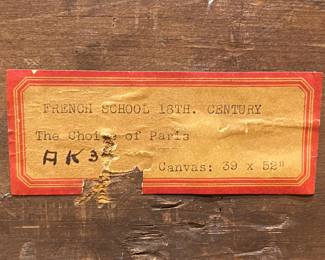 FRENCH SCHOOL 18TH. CENTURY
The Choice of Paris
AK3
Canvas: 39 x 52"